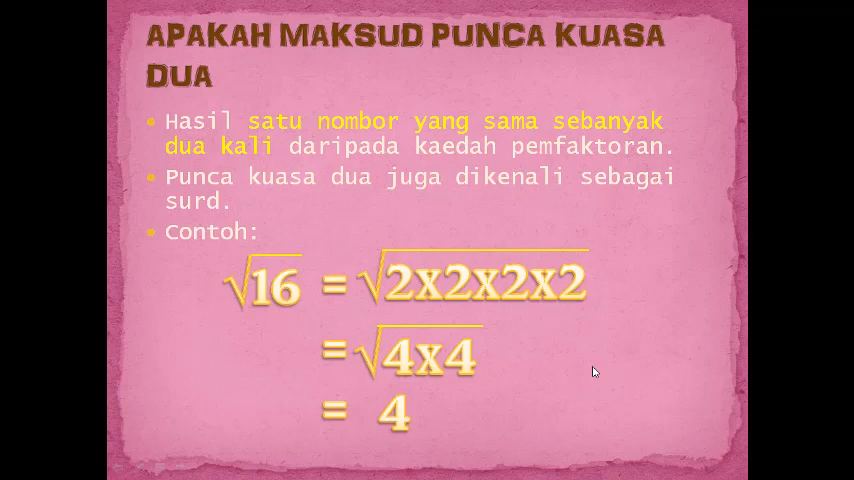 APAKAH MAKSUD PUNCA KUASA
DUA
• Hasil satu nombor yang sama sebanyak
dua kali daripada kaedah pemfaktoran.
• Punca kuasa dua juga dikenali sebagai
surd.
• Contoh:
√16 = √2x2x2x2
= √4x4
= 4